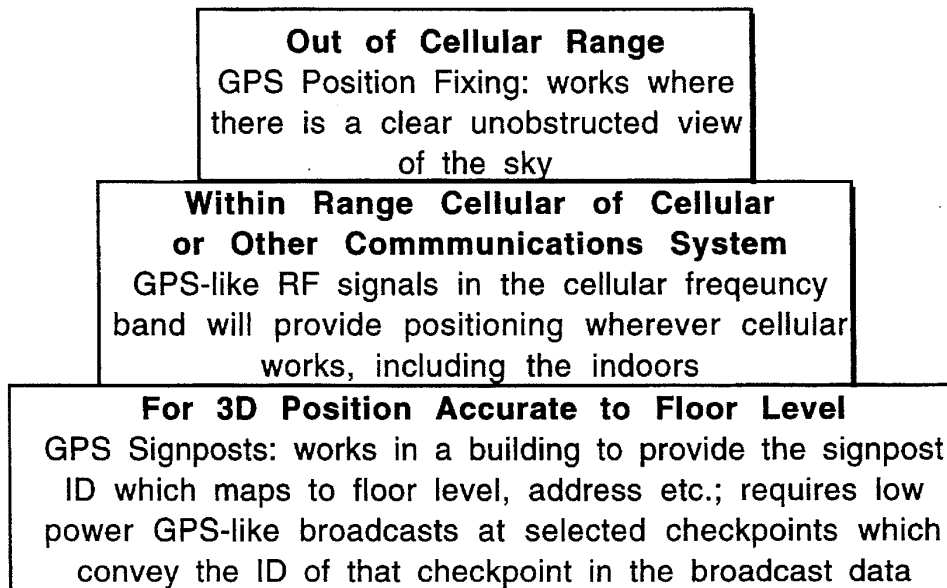 Out of Cellular Range
GPS Position Fixing: works where
there is a clear unobstructed view
of the sky
Within Range Cellular of Cellular
or Other Commmunications System
GPS-like RF signals in the cellular freqeuncy
band will provide positioning wherever cellular
works, including the indoors
For 3D Position Accurate to Floor Level
GPS Signposts: works in a building to provide the signpost
ID which maps to floor level, address etc.; requires low
power GPS-like broadcasts at selected checkpoints which
convey the ID of that checkpoint in the broadcast data